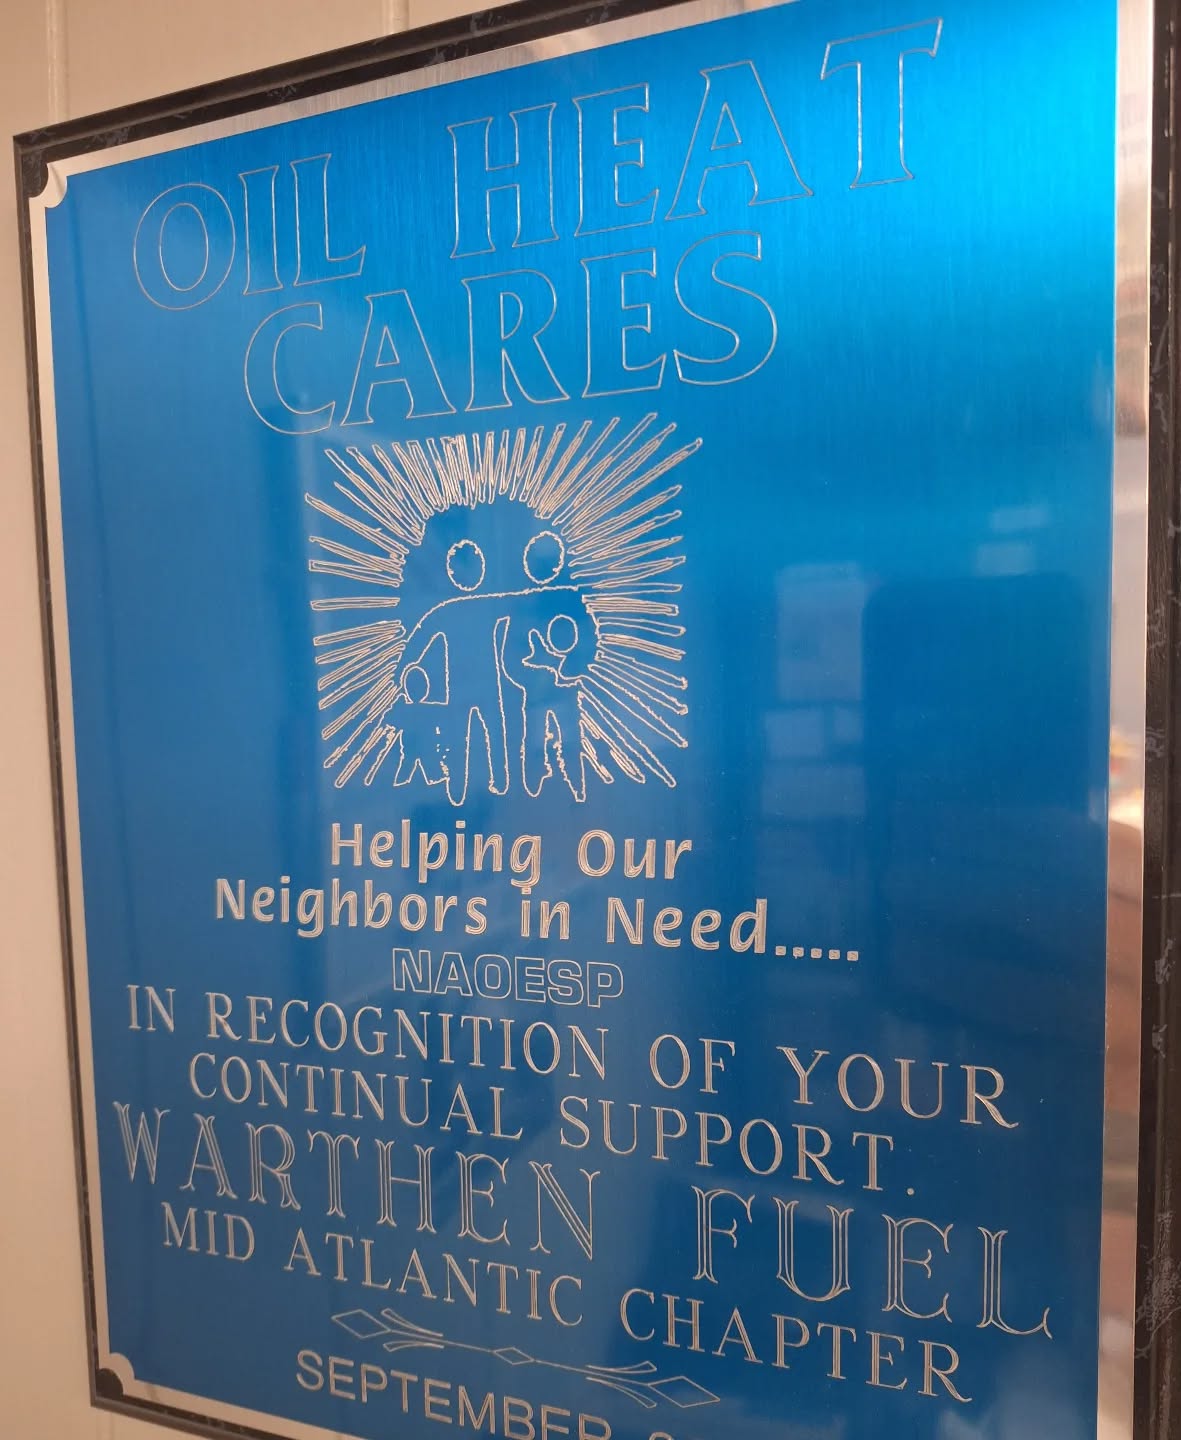 OIL HEAT
CARES
Helping Our
Neighbors in Need.....
NAOESP
IN RECOGNITION OF YOUR
CONTINUAL SUPPORT.
WARTHEN FUEL
MID ATLANTIC CHAPTER
SEPTEMBER